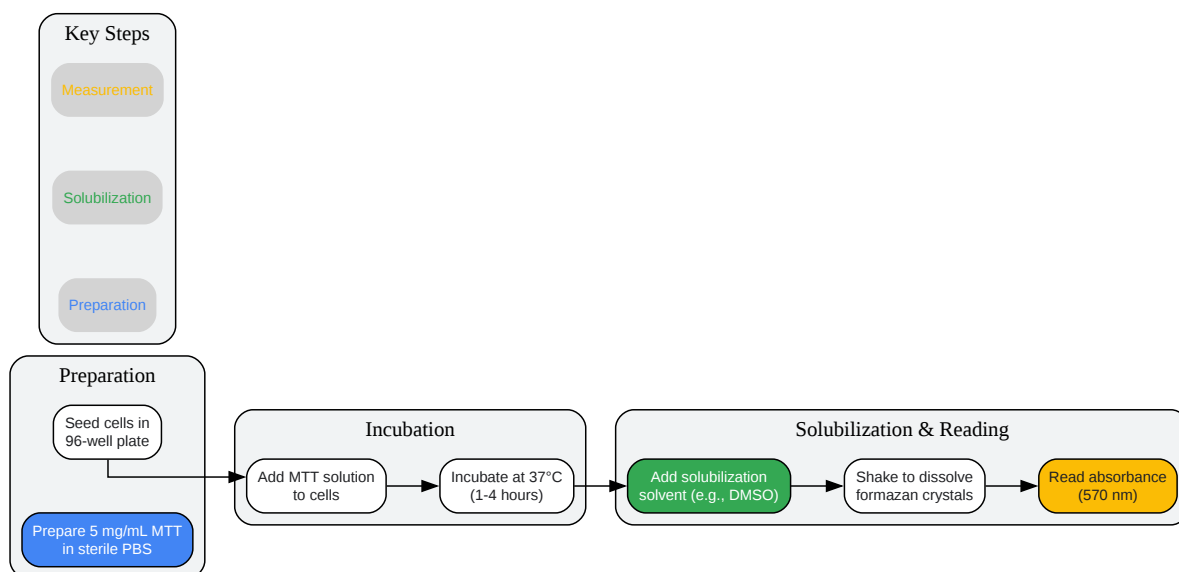 Key Steps
Measurement
Solubilization
Preparation
Preparation
Seed cells in
96-well plate
Prepare 5 mg/mL MTT
in sterile PBS
Incubation
Add MTT solution
to cells
Incubate at 37°C
(1-4 hours)
Solubilization & Reading
Add solubilization
solvent (e.g., DMSO)
Shake to dissolve
formazan crystals
Read absorbance
(570 nm)